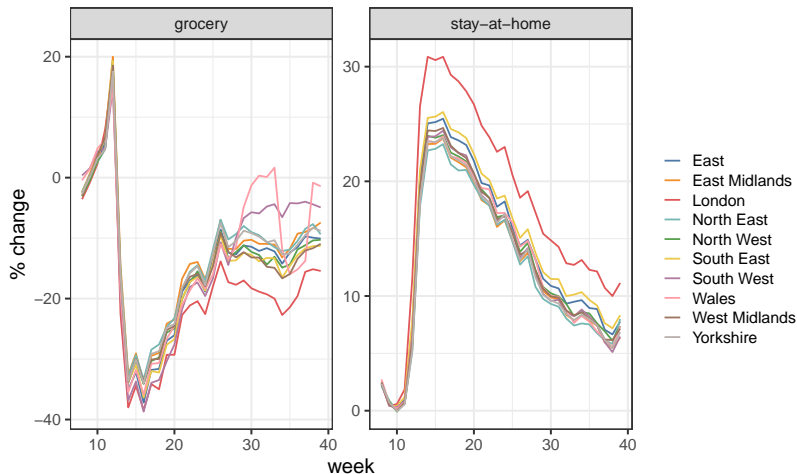 grocery
stay−at−home
20
0
−20
−40
30
20
10
0
% change
10
20
30
40
10
20
30
40
week
East
East Midlands
London
North East
North West
South East
South West
Wales
West Midlands
Yorkshire